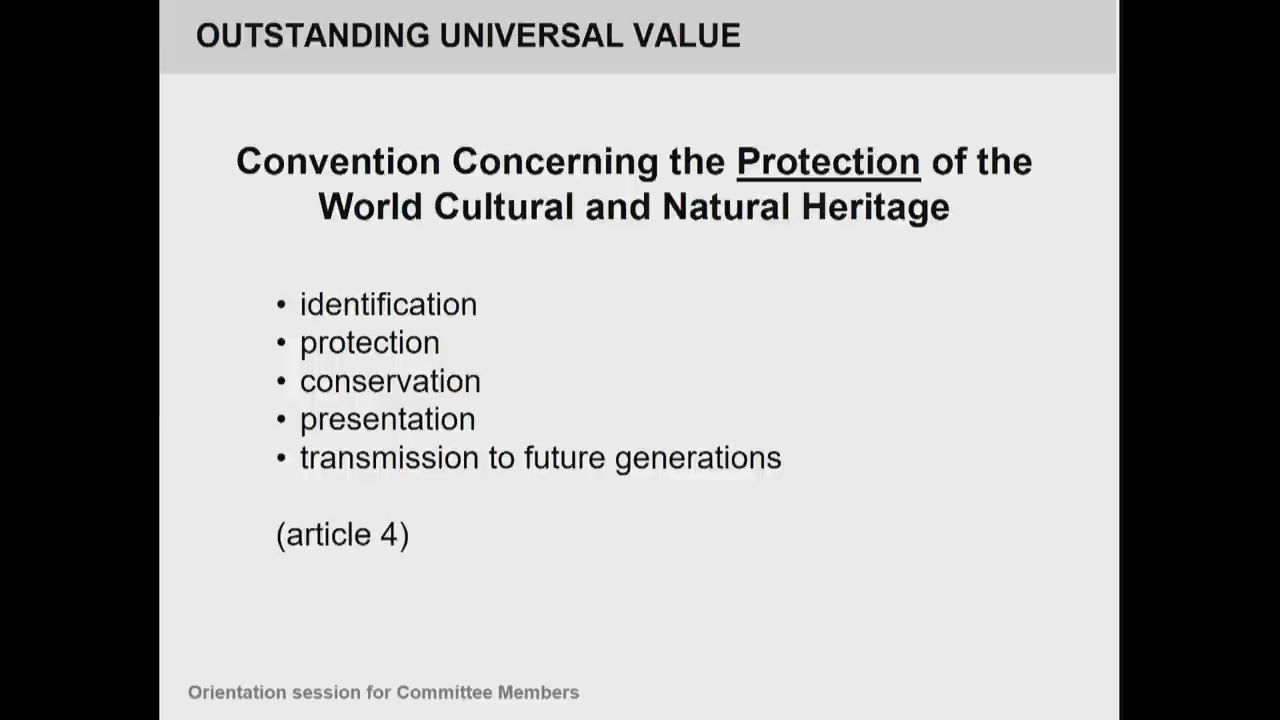 OUTSTANDING UNIVERSAL VALUE
Convention Concerning the Protection of the
World Cultural and Natural Heritage
• identification
• protection
• conservation
• presentation
• transmission to future generations
(article 4)
Orientation session for Committee Members